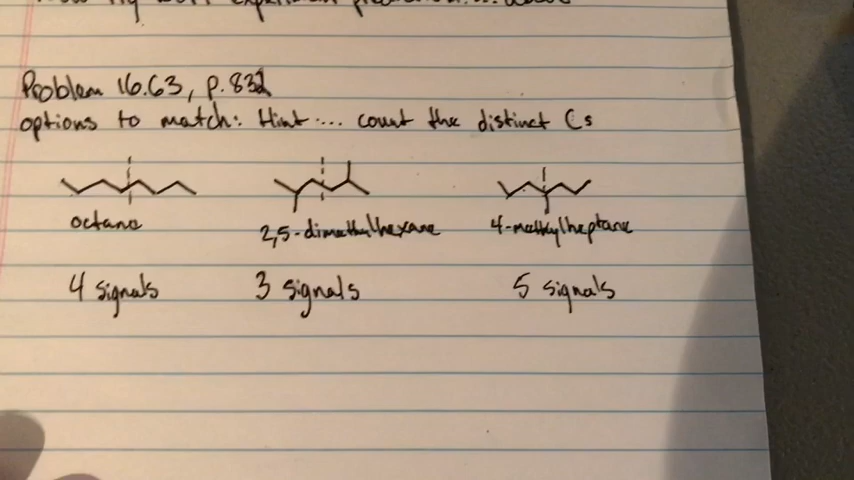 Problem 16.63, p.832
options to match: Hint.... count the distinct Cs
octane 2,5-dimethylhexane 4-methylheptane
4 signals 3 signals 5 signals